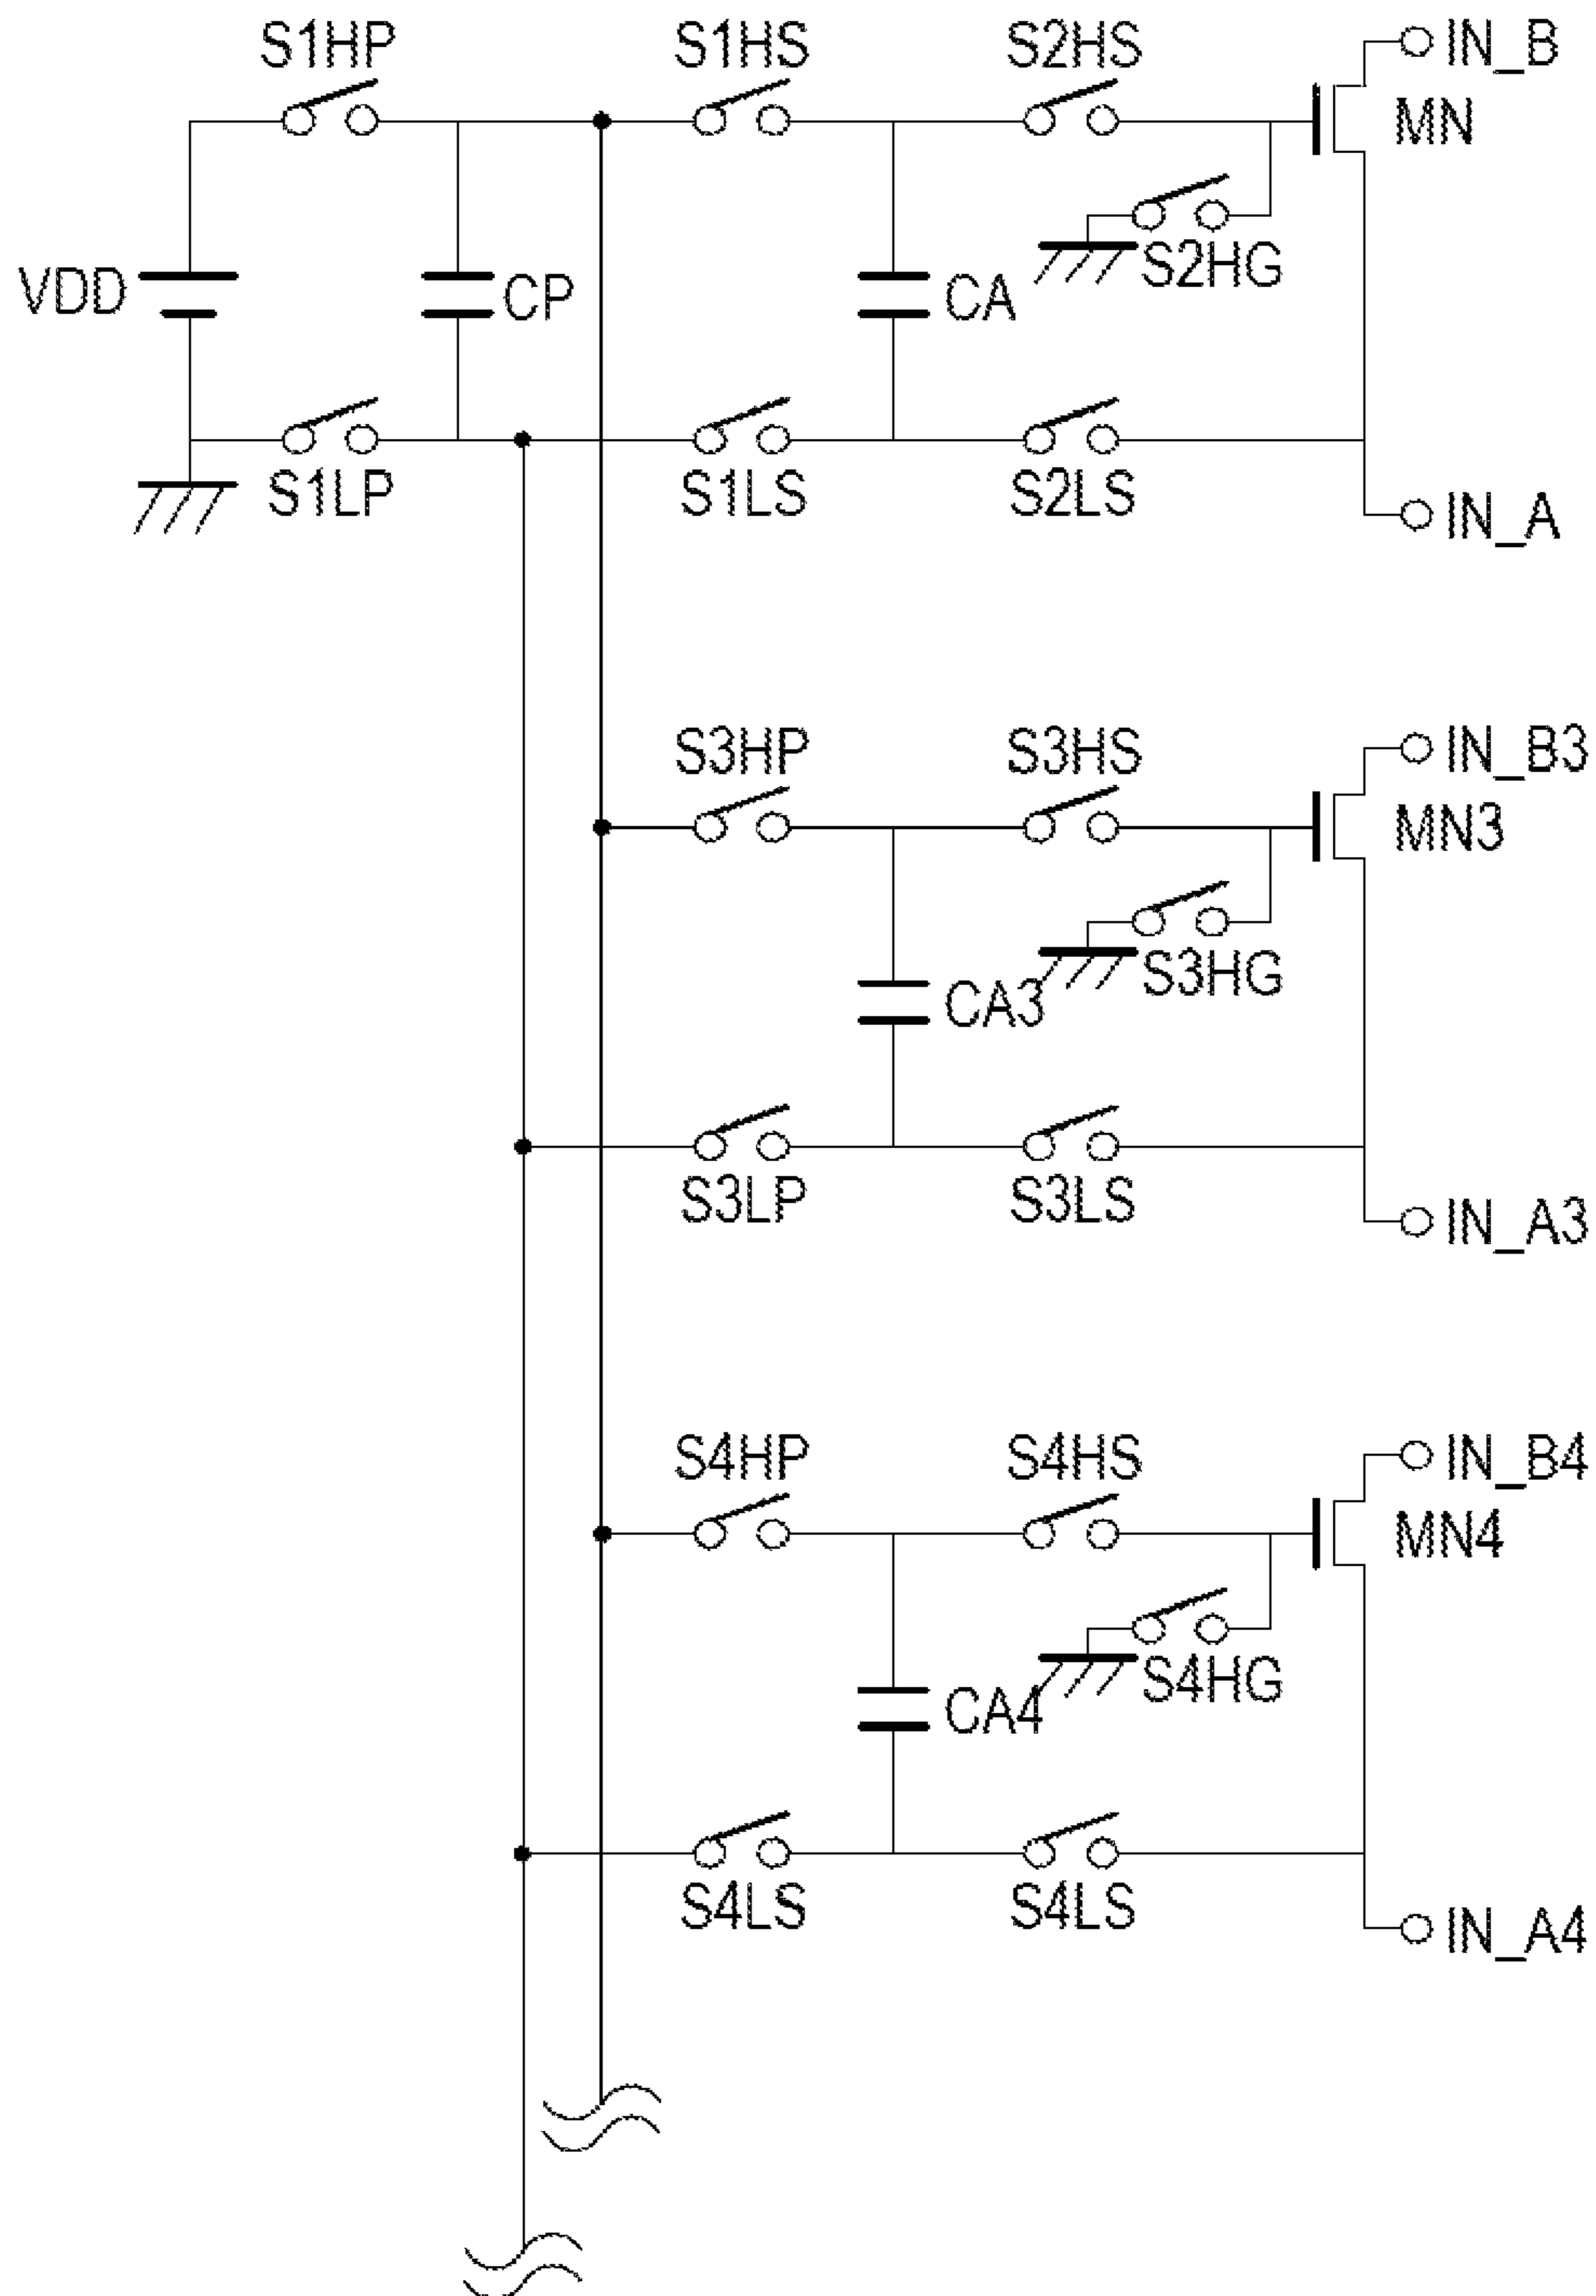 S1HP
S1HS
S2HS
IN_B
MN
VDD
CP
CA
S2HG
S1LP
S1LS
S2LS
IN_A
S3HP
S3HS
IN_B3
MN3
CA3
S3HG
S3LP
S3LS
IN_A3
S4HP
S4HS
IN_B4
MN4
CA4
S4HG
S4LS
S4LS
IN_A4